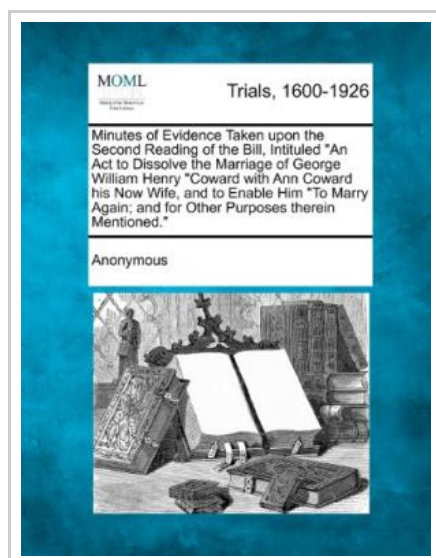 MOML
Trials, 1600-1926
Minutes of Evidence Taken upon the
Second Reading of the Bill, Intituled "An
Act to Dissolve the Marriage of George
William Henry "Coward with Ann Coward
his Now Wife, and to Enable Him "To Marry
Again; and for Other Purposes therein
Mentioned."
Anonymous